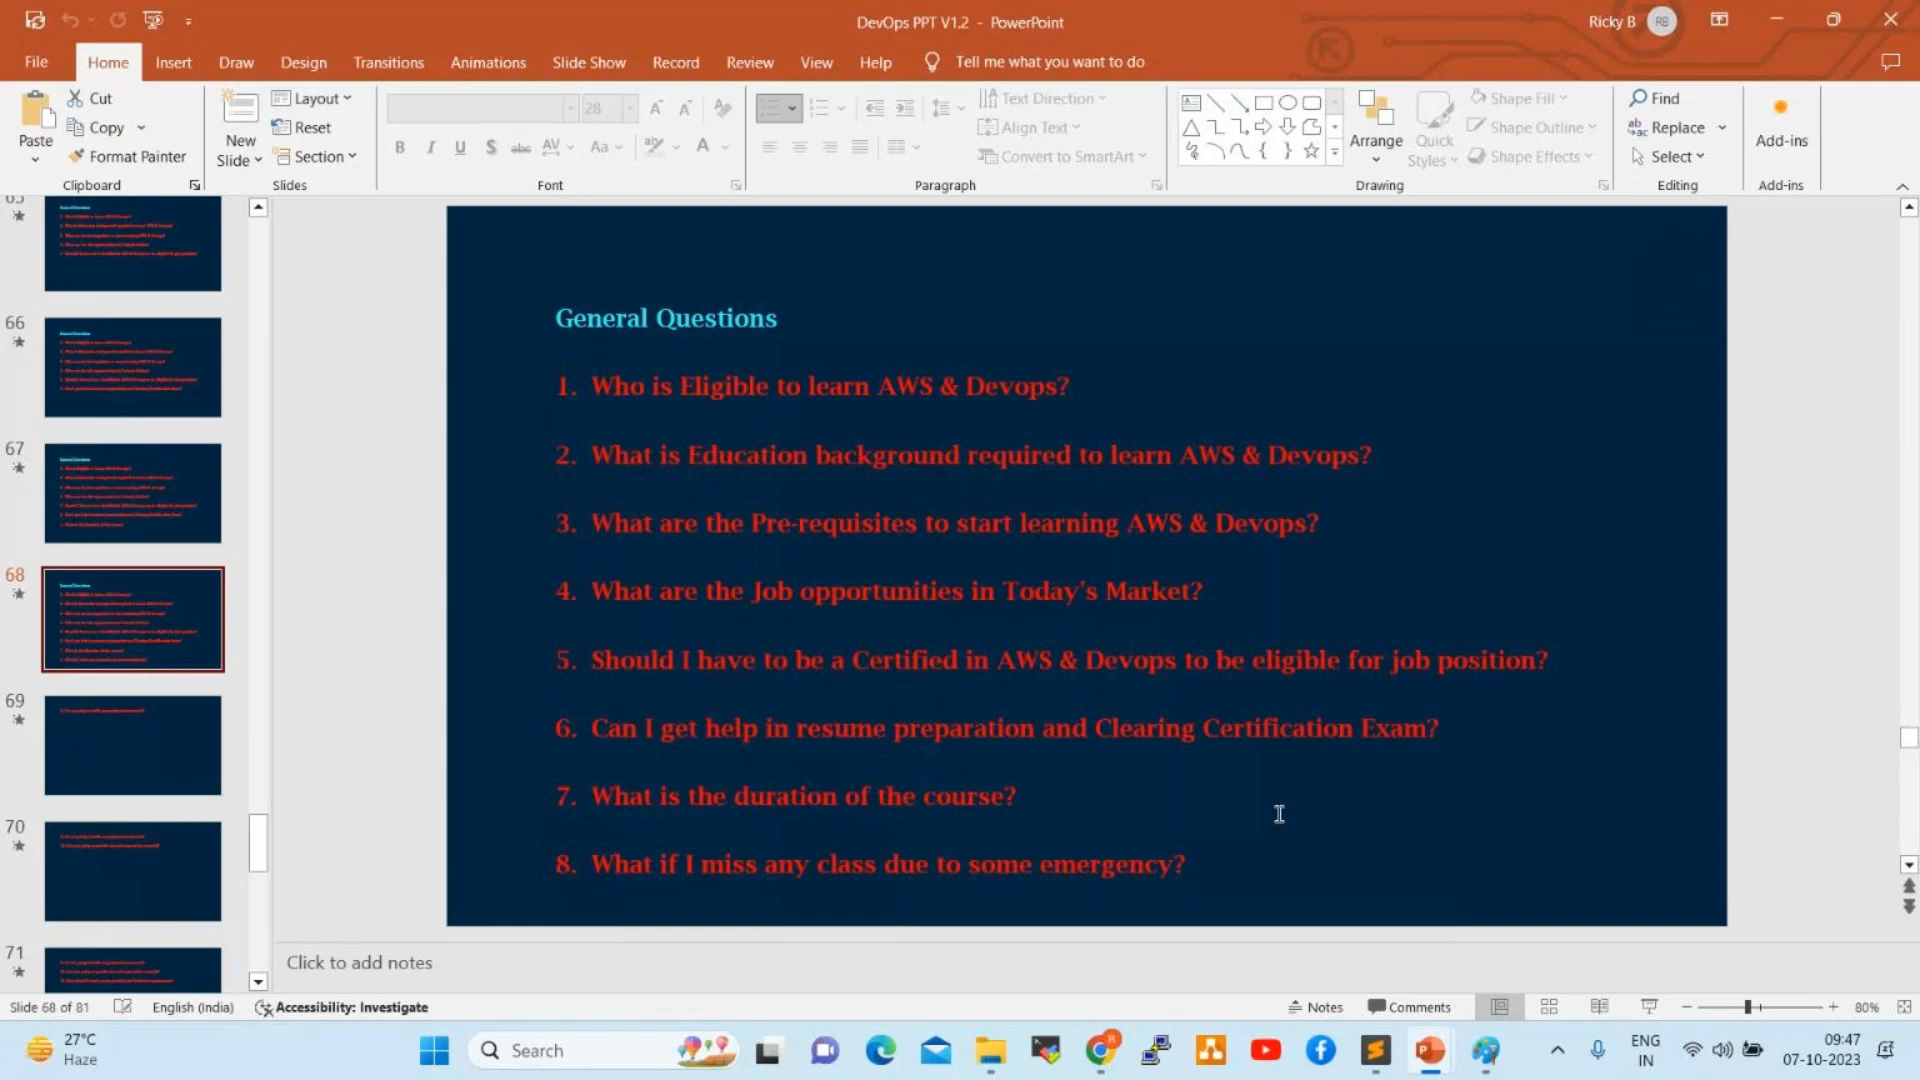 DevOps PPT V1.2 - PowerPoint
Ricky B
RB
File
Home
Insert
Draw
Design
Transitions
Animations
Slide Show
Record
Review
View
Help
Tell me what you want to do
Paste
Cut
Copy
Format Painter
Clipboard
New
Slide
Layout
Reset
Section
Slides
28
Font
Text Direction
Align Text
Convert to SmartArt
Paragraph
Arrange
Quick
Styles
Shape Fill
Shape Outline
Shape Effects
Drawing
Find
Replace
Select
Editing
Add-ins
Add-ins
65
66
67
68
69
70
71
General Questions
1. Who is Eligible to learn AWS & Devops?
2. What is Education background required to learn AWS & Devops?
3. What are the Pre-requisites to start learning AWS & Devops?
4. What are the Job opportunities in Today's Market?
5. Should I have to be a Certified in AWS & Devops to be eligible for job position?
6. Can I get help in resume preparation and Clearing Certification Exam?
7. What is the duration of the course?
8. What if I miss any class due to some emergency?
Click to add notes
Slide 68 of 81
English (India)
Accessibility: Investigate
Notes
Comments
80%
27°C
Haze
Search
ENG
IN
09:47
07-10-2023